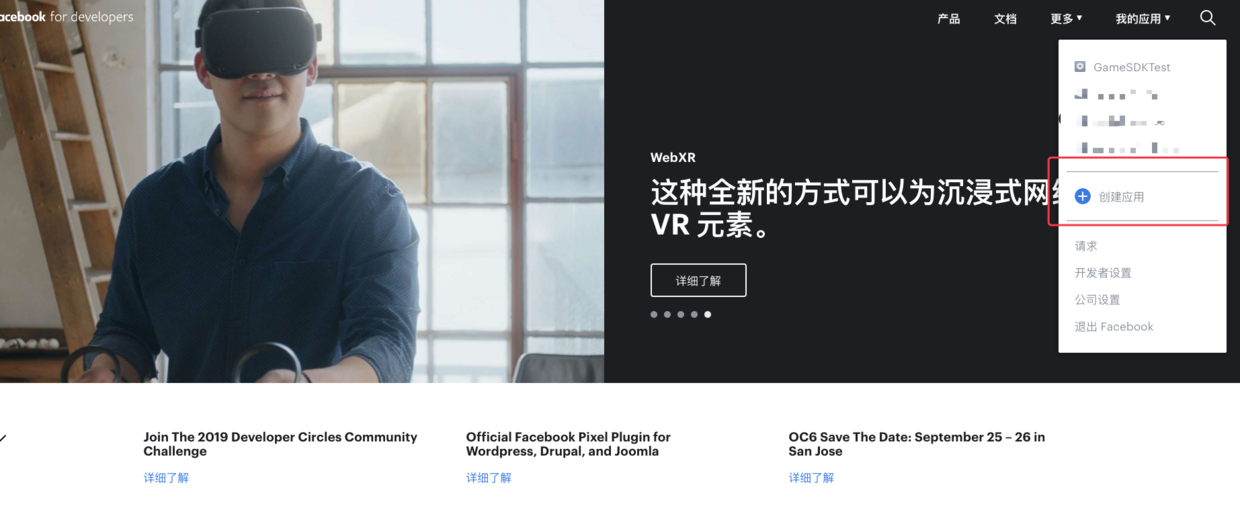 acebook for developers
产品 文档 更多 我的应用
GameSDKTest
创建应用
请求
开发者设置
公司设置
退出 Facebook
WebXR
这种全新的方式可以为沉浸式网
VR 元素。
详细了解
Join The 2019 Developer Circles Community
Challenge
详细了解
Official Facebook Pixel Plugin for
Wordpress, Drupal, and Joomla
详细了解
OC6 Save The Date: September 25 – 26 in
San Jose
详细了解